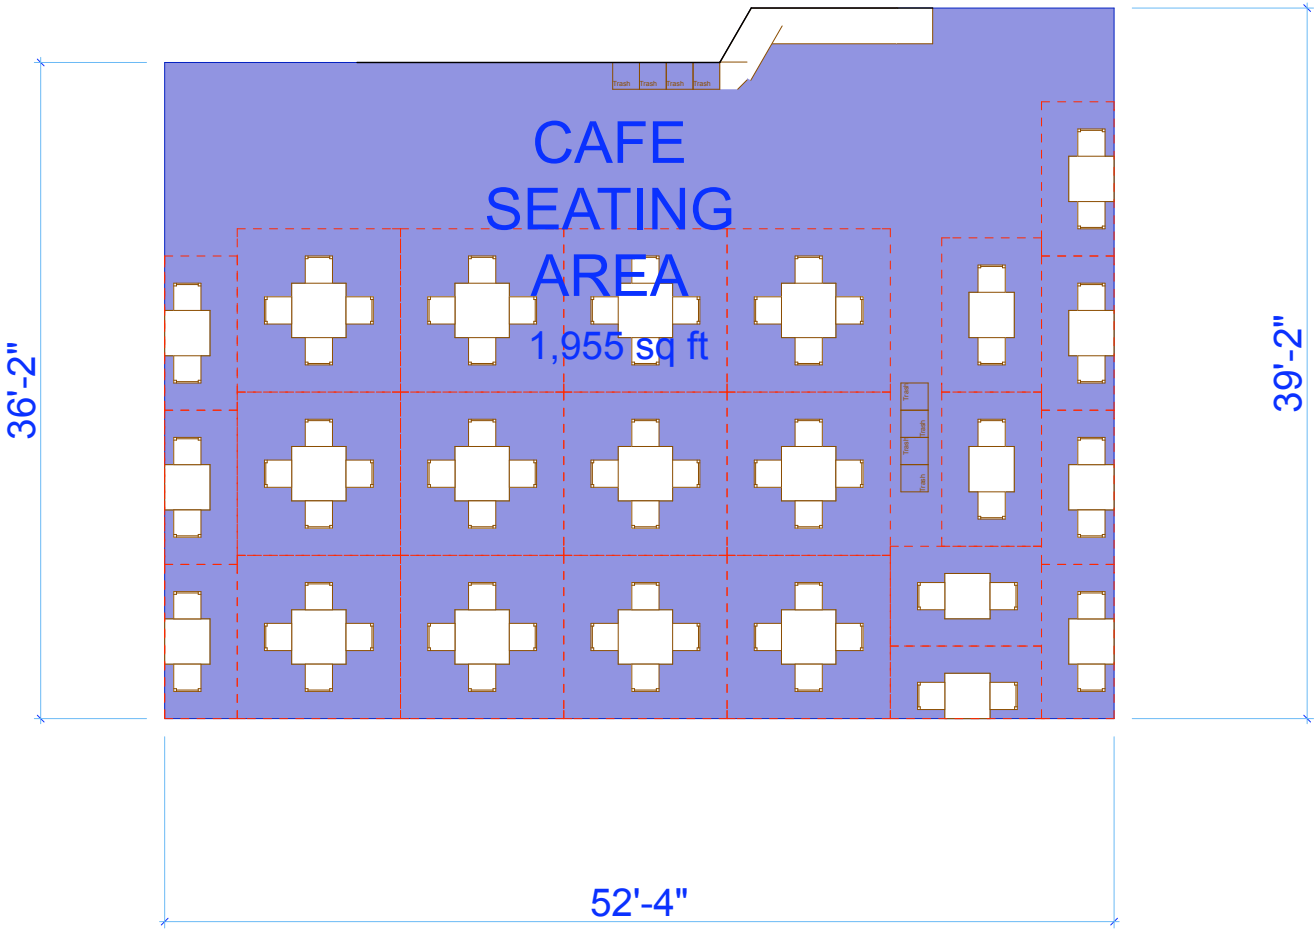 Trash Trash Trash Trash
CAFE
SEATING
AREA
1,955 sq ft
36'-2"
39'-2"
Trash
Trash
Trash
Trash
52'-4"